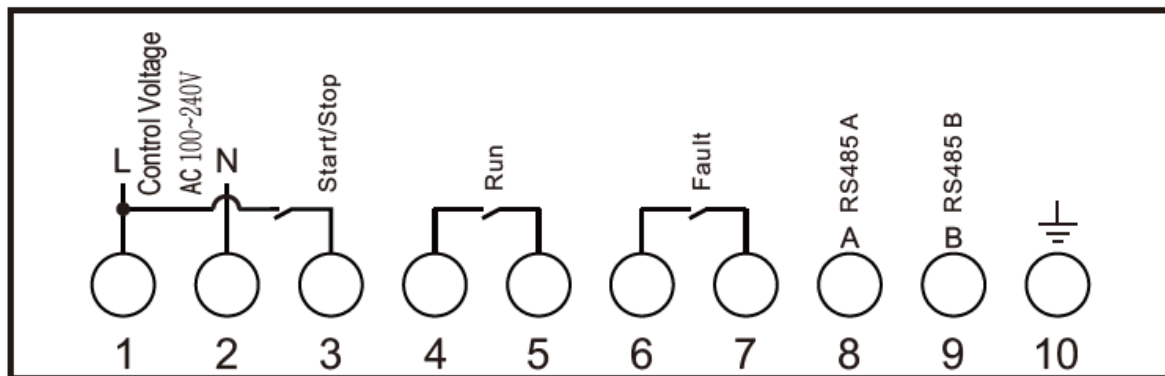 Control Voltage
AC 100~240V
L
N
Start/Stop
Run
Fault
RS485 A
A
RS485 B
B
1 2 3 4 5 6 7 8 9 10